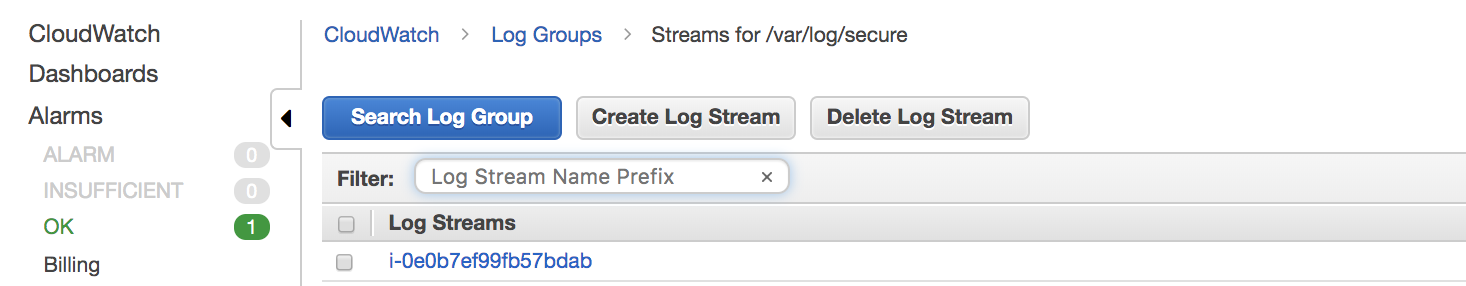 CloudWatch
Dashboards
Alarms
ALARM 0
INSUFFICIENT 0
OK 1
Billing
CloudWatch > Log Groups > Streams for /var/log/secure
Search Log Group Create Log Stream Delete Log Stream
Filter: Log Stream Name Prefix ×
Log Streams
i-0e0b7ef99fb57bdab